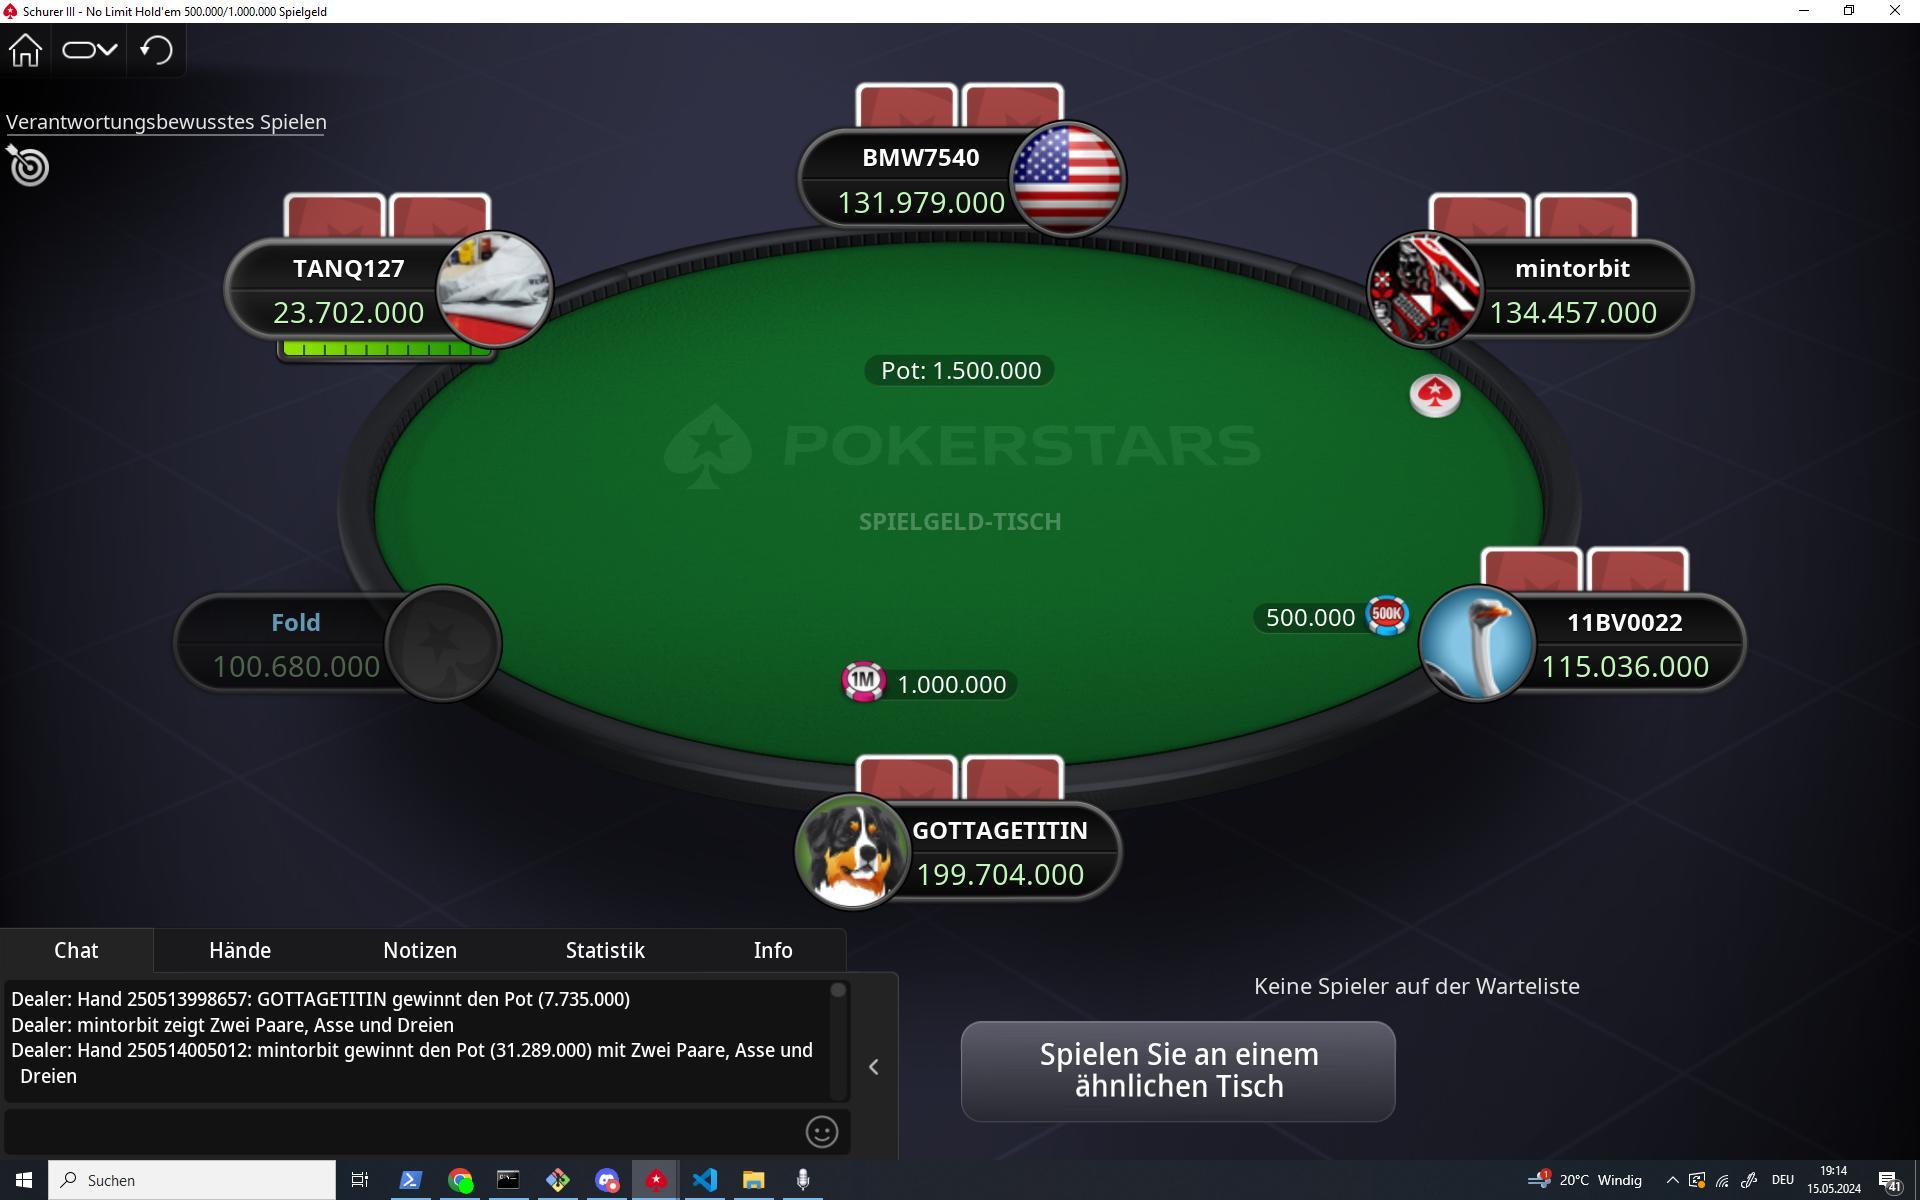 Schurer III - No Limit Hold'em 500.000/1.000.000 Spielgeld
Verantwortungsbewusstes Spielen
BMW7540
131.979.000
TANQ127
23.702.000
mintorbit
134.457.000
Pot: 1.500.000
POKERSTARS
SPIELGELD-TISCH
Fold
100.680.000
500.000
500K
11BV0022
115.036.000
1M
1.000.000
GOTTAGETITIN
199.704.000
Chat Hände Notizen Statistik Info
Dealer: Hand 250513998657: GOTTAGETITIN gewinnt den Pot (7.735.000)
Dealer: mintorbit zeigt Zwei Paare, Asse und Dreien
Dealer: Hand 250514005012: mintorbit gewinnt den Pot (31.289.000) mit Zwei Paare, Asse und
Dreien
Keine Spieler auf der Warteliste
Spielen Sie an einem
ähnlichen Tisch
Suchen
1
20°C Windig
DEU
19:14
15.05.2024
41